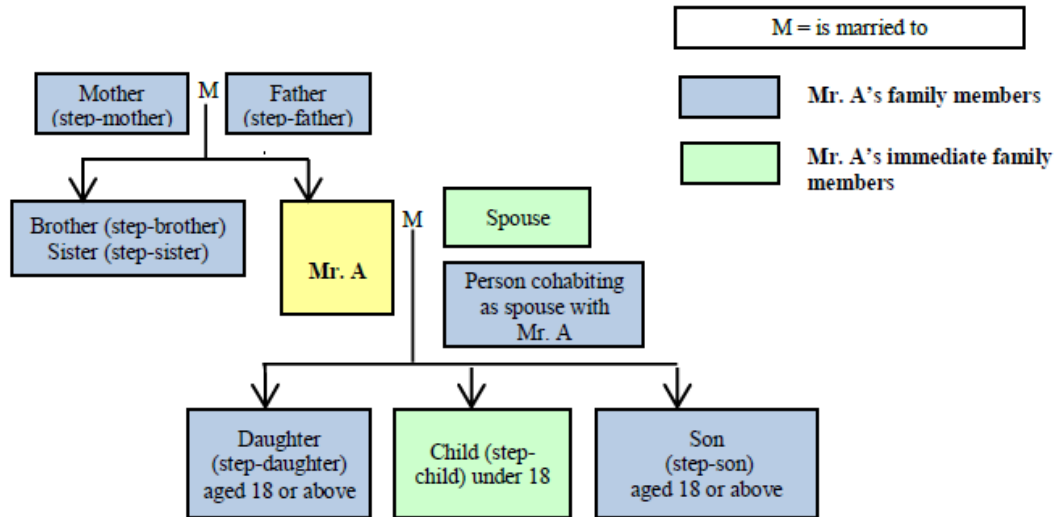 M = is married to
Mother
(step-mother)
M
Father
(step-father)
Mr. A's family members
Mr. A's immediate family
members
Brother (step-brother)
Sister (step-sister)
Mr. A
M
Spouse
Person cohabiting
as spouse with
Mr. A
Daughter
(step-daughter)
aged 18 or above
Child (step-
child) under 18
Son
(step-son)
aged 18 or above